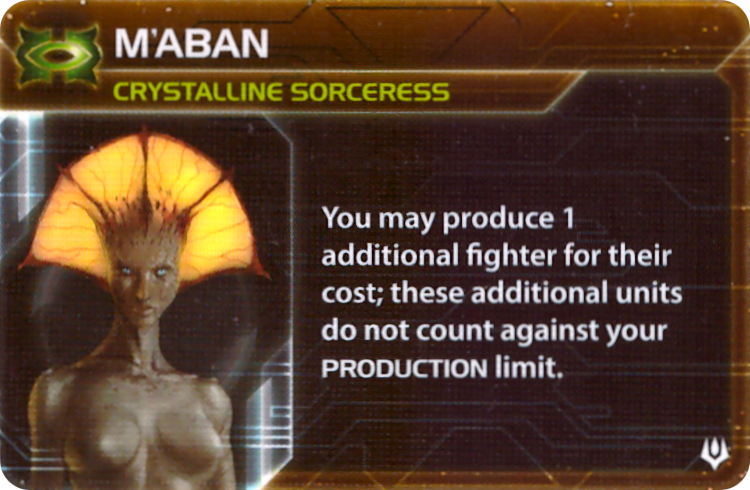 M'ABAN
CRYSTALLINE SORCERESS
You may produce 1
additional fighter for their
cost; these additional units
do not count against your
PRODUCTION limit.